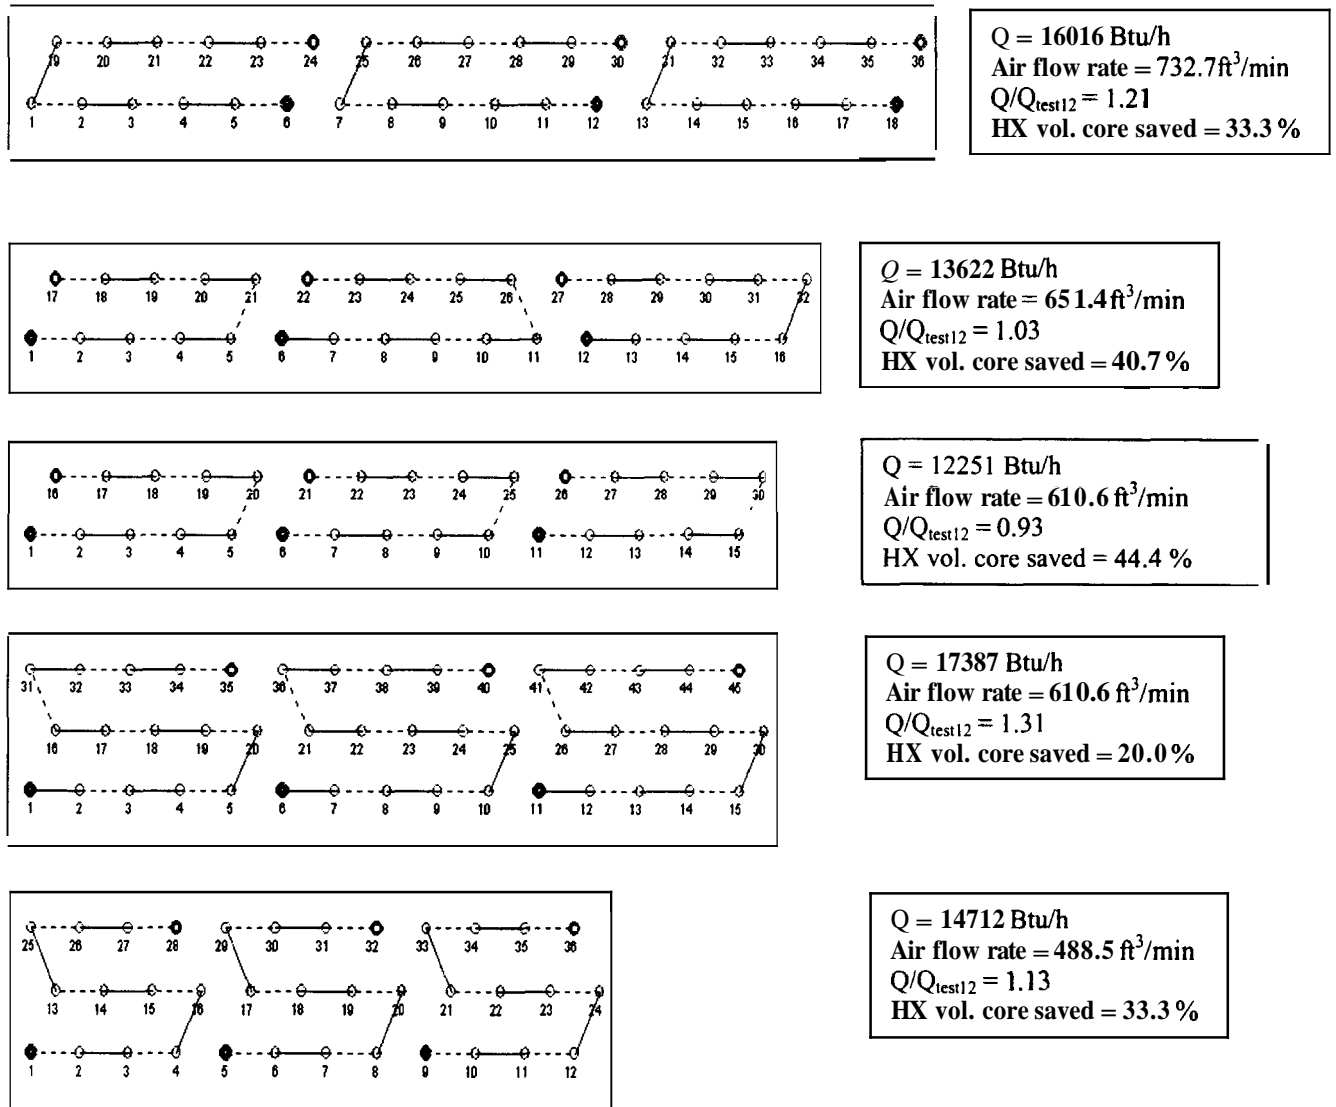 19 20 21 22 23 24 25 26 27 28 29 30 31 32 33 34 35 36
1 2 3 4 5 6 7 8 9 10 11 12 13 14 15 16 17 18
Q = 16016 Btu/h
Air flow rate = 732.7ft³/min
Q/Qtest12 = 1.21
HX vol. core saved = 33.3 %
17 18 19 20 21 22 23 24 25 26 27 28 29 30 31 32
1 2 3 4 5 6 7 8 9 10 11 12 13 14 15 16
Q = 13622 Btu/h
Air flow rate = 651.4 ft³/min
Q/Qtest12 = 1.03
HX vol. core saved = 40.7 %
16 17 18 19 20 21 22 23 24 25 26 27 28 29 30
1 2 3 4 5 6 7 8 9 10 11 12 13 14 15
Q = 12251 Btu/h
Air flow rate = 610.6 ft³/min
Q/Qtest12 = 0.93
HX vol. core saved = 44.4 %
31 32 33 34 35 36 37 38 39 40 41 42 43 44 45
16 17 18 19 20 21 22 23 24 25 26 27 28 29 30
1 2 3 4 5 6 7 8 9 10 11 12 13 14 15
Q = 17387 Btu/h
Air flow rate = 610.6 ft³/min
Q/Qtest12 = 1.31
HX vol. core saved = 20.0 %
25 26 27 28 29 30 31 32 33 34 35 36
13 14 15 16 17 18 19 20 21 22 23 24
1 2 3 4 5 6 7 8 9 10 11 12
Q = 14712 Btu/h
Air flow rate = 488.5 ft³/min
Q/Qtest12 = 1.13
HX vol. core saved = 33.3 %